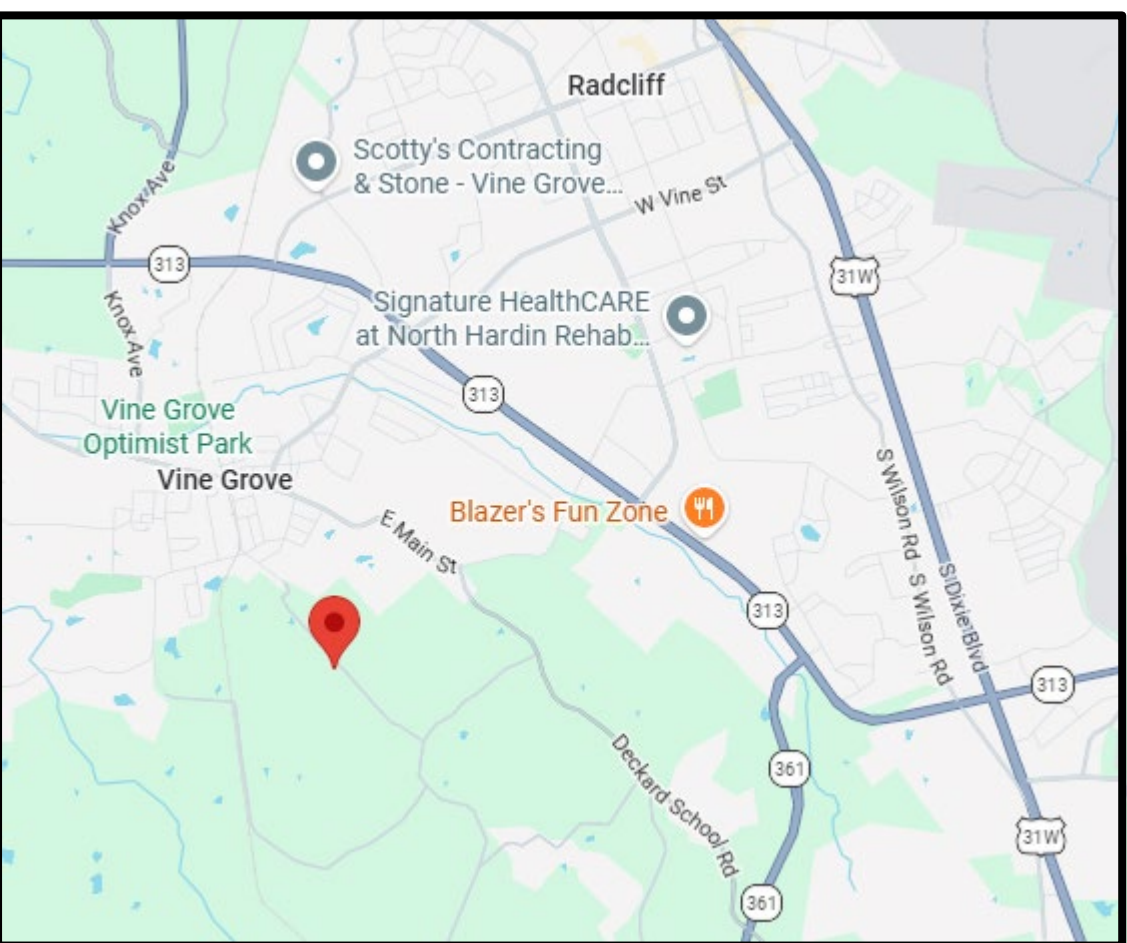 Radcliff
Scotty's Contracting
& Stone - Vine Grove...
Knox Ave
W Vine St
313
31W
Knox Ave
Signature HealthCARE
at North Hardin Rehab...
313
Vine Grove
Optimist Park
Vine Grove
S Wilson Rd
Blazer's Fun Zone
E Main St
S Wilson Rd
S Dixie Blvd
313
313
Deckard School Rd
361
31W
361